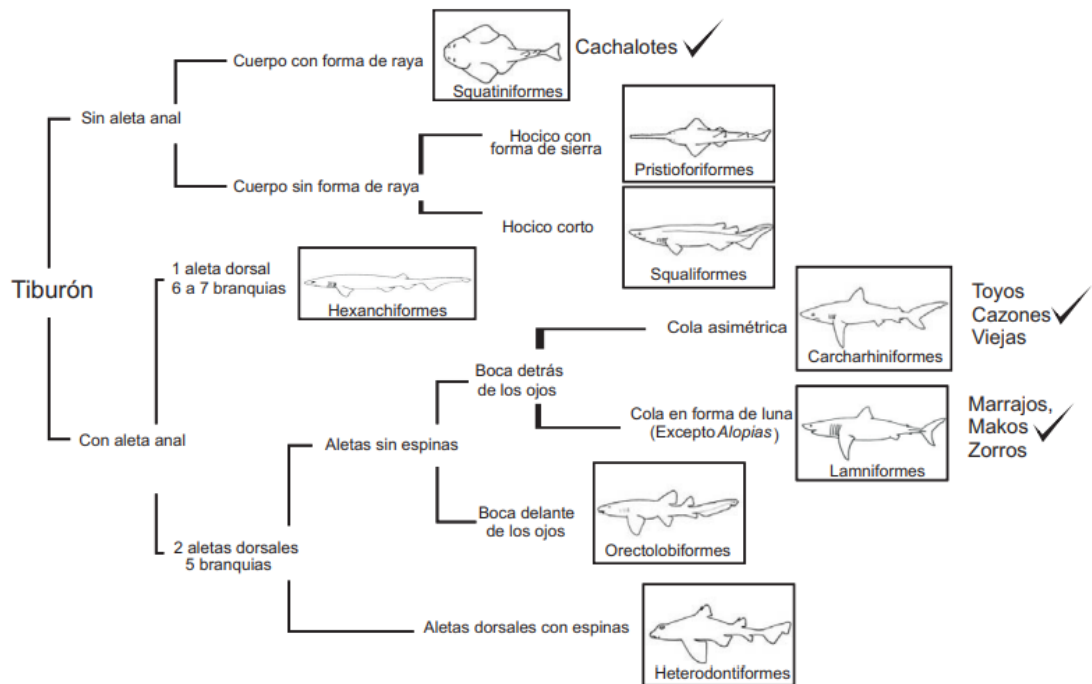 Cuerpo con forma de raya
Squatiniformes
Cachalotes
Sin aleta anal
Hocico con
forma de sierra
Pristioforiformes
Cuerpo sin forma de raya
Hocico corto
Squaliformes
Tiburón
1 aleta dorsal
6 a 7 branquias
Hexanchiformes
Cola asimétrica
Carcharhiniformes
Toyos
Cazones
Viejas
Boca detrás
de los ojos
Cola en forma de luna
(Excepto Alopias)
Lamniformes
Marrajos,
Makos
Zorros
Con aleta anal
Aletas sin espinas
Boca delante
de los ojos
Orectolobiformes
2 aletas dorsales
5 branquias
Aletas dorsales con espinas
Heterodontiformes